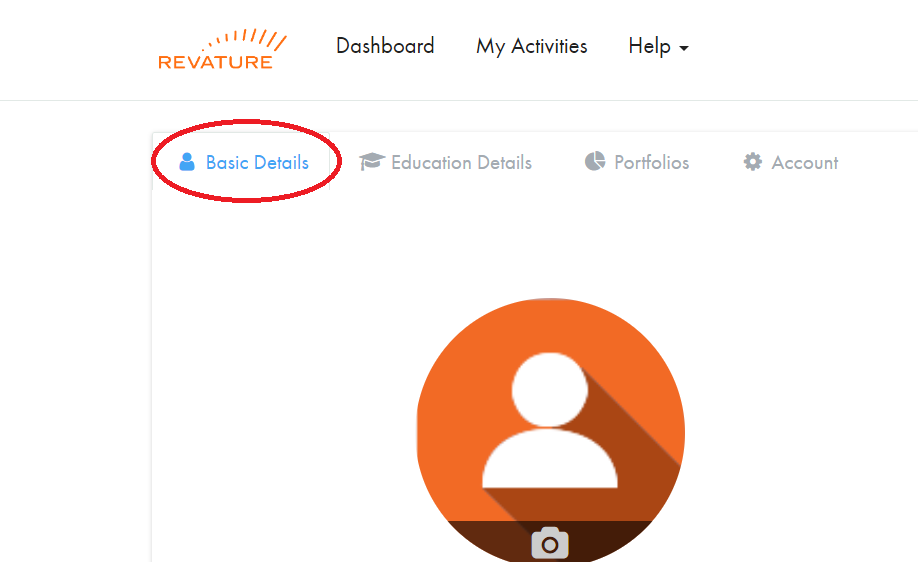 REVATURE
Dashboard My Activities Help
Basic Details Education Details Portfolios Account